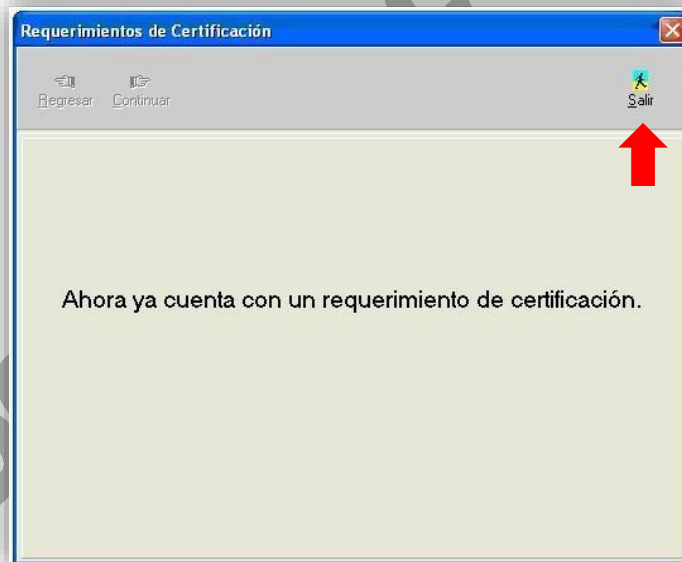 Requerimientos de Certificación
Regresar Continuar Salir
Ahora ya cuenta con un requerimiento de certificación.